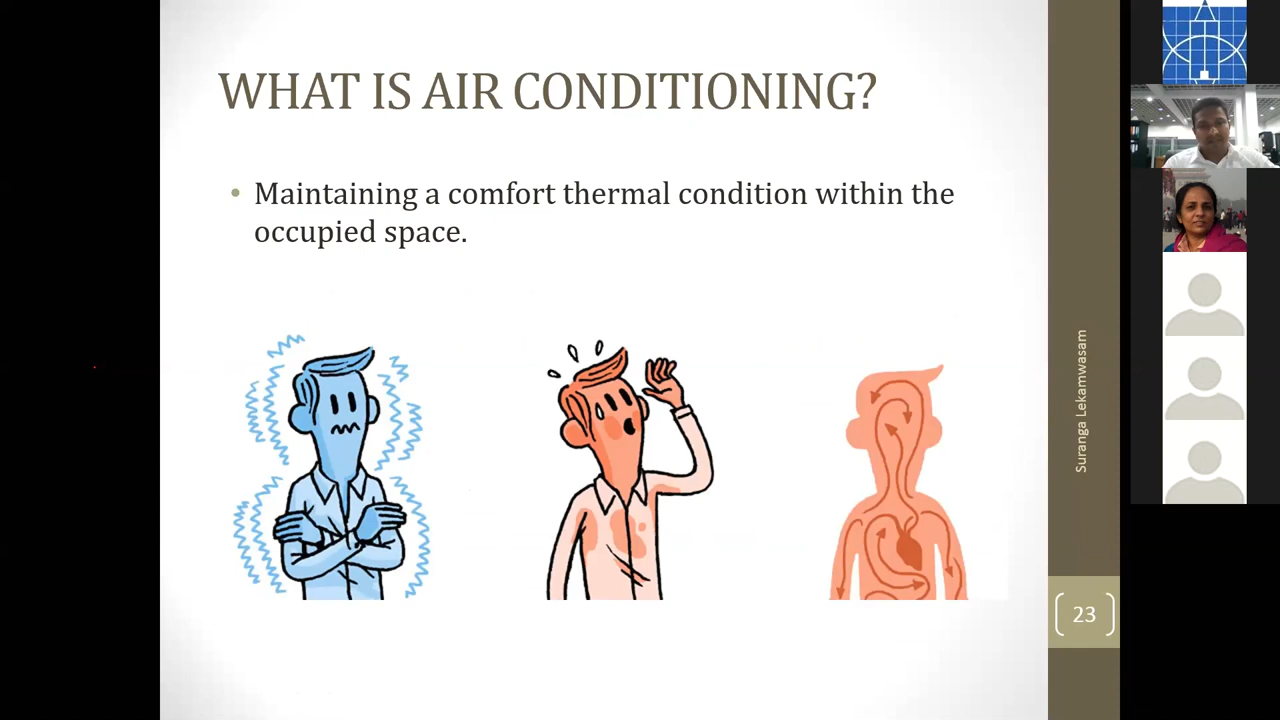 WHAT IS AIR CONDITIONING?
• Maintaining a comfort thermal condition within the
occupied space.
Suranga Lekamwasam
23